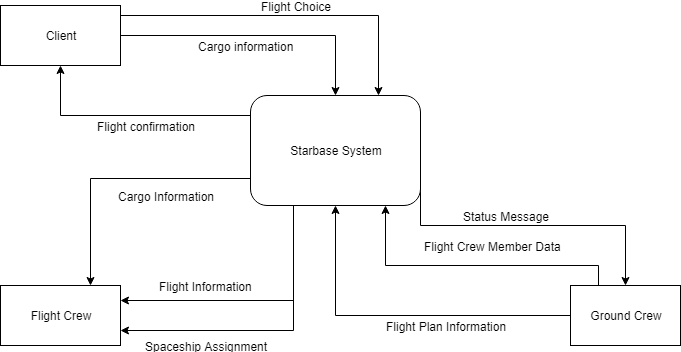 Flight Choice
Client
Cargo information
Flight confirmation
Starbase System
Cargo Information
Status Message
Flight Crew Member Data
Flight Information
Flight Crew
Ground Crew
Flight Plan Information
Spaceship Assignment